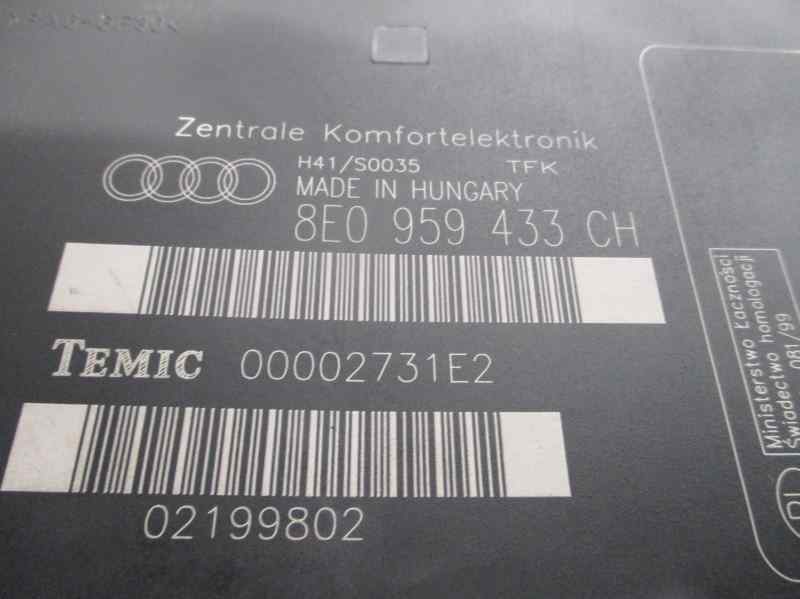 Zentrale Komfortelektronik
H41/S0035 TFK
MADE IN HUNGARY
8E0 959 433 CH
TEMIC 00002731E2
02199802
Ministerstwo Łączności
Świadectwo homologacji
081/99